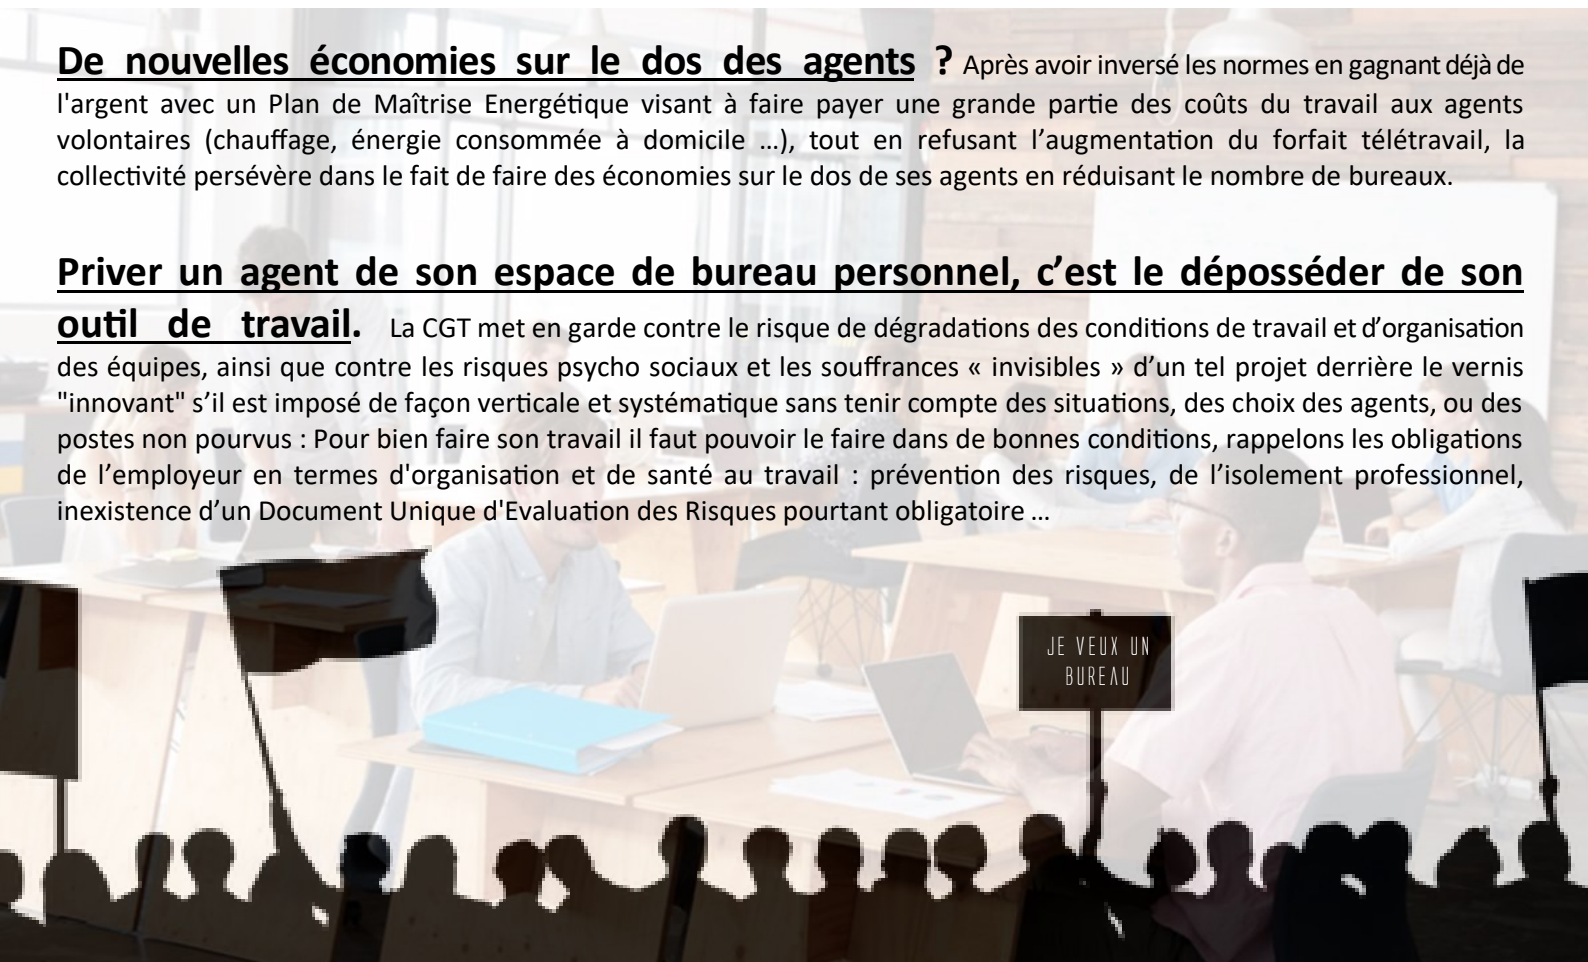 De nouvelles économies sur le dos des agents ? Après avoir inversé les normes en gagnant déjà de
l'argent avec un Plan de Maîtrise Energétique visant à faire payer une grande partie des coûts du travail aux agents
volontaires (chauffage, énergie consommée à domicile …), tout en refusant l’augmentation du forfait télétravail, la
collectivité persévère dans le fait de faire des économies sur le dos de ses agents en réduisant le nombre de bureaux.
Priver un agent de son espace de bureau personnel, c’est le déposséder de son
outil de travail. La CGT met en garde contre le risque de dégradations des conditions de travail et d’organisation
des équipes, ainsi que contre les risques psycho sociaux et les souffrances « invisibles » d’un tel projet derrière le vernis
"innovant" s’il est imposé de façon verticale et systématique sans tenir compte des situations, des choix des agents, ou des
postes non pourvus : Pour bien faire son travail il faut pouvoir le faire dans de bonnes conditions, rappelons les obligations
de l’employeur en termes d'organisation et de santé au travail : prévention des risques, de l’isolement professionnel,
inexistence d’un Document Unique d'Evaluation des Risques pourtant obligatoire …
JE VEUX UN
BUREAU